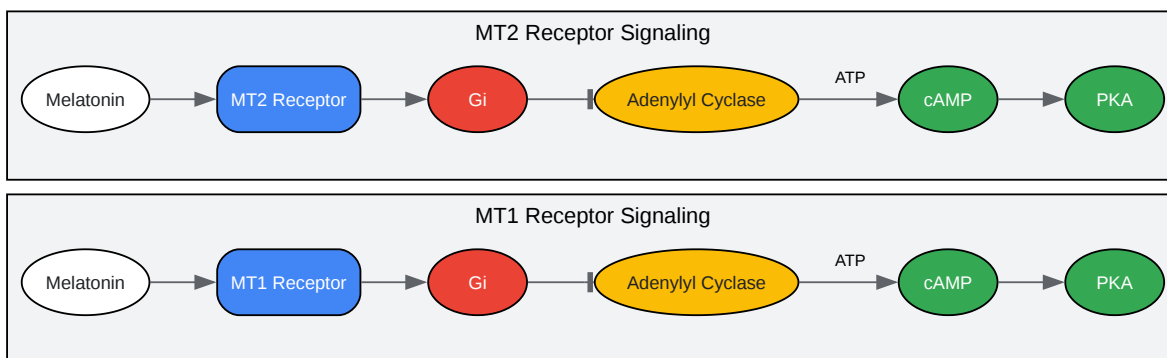 MT2 Receptor Signaling
Melatonin
MT2 Receptor
Gi
Adenylyl Cyclase
ATP
cAMP
PKA
MT1 Receptor Signaling
Melatonin
MT1 Receptor
Gi
Adenylyl Cyclase
ATP
cAMP
PKA